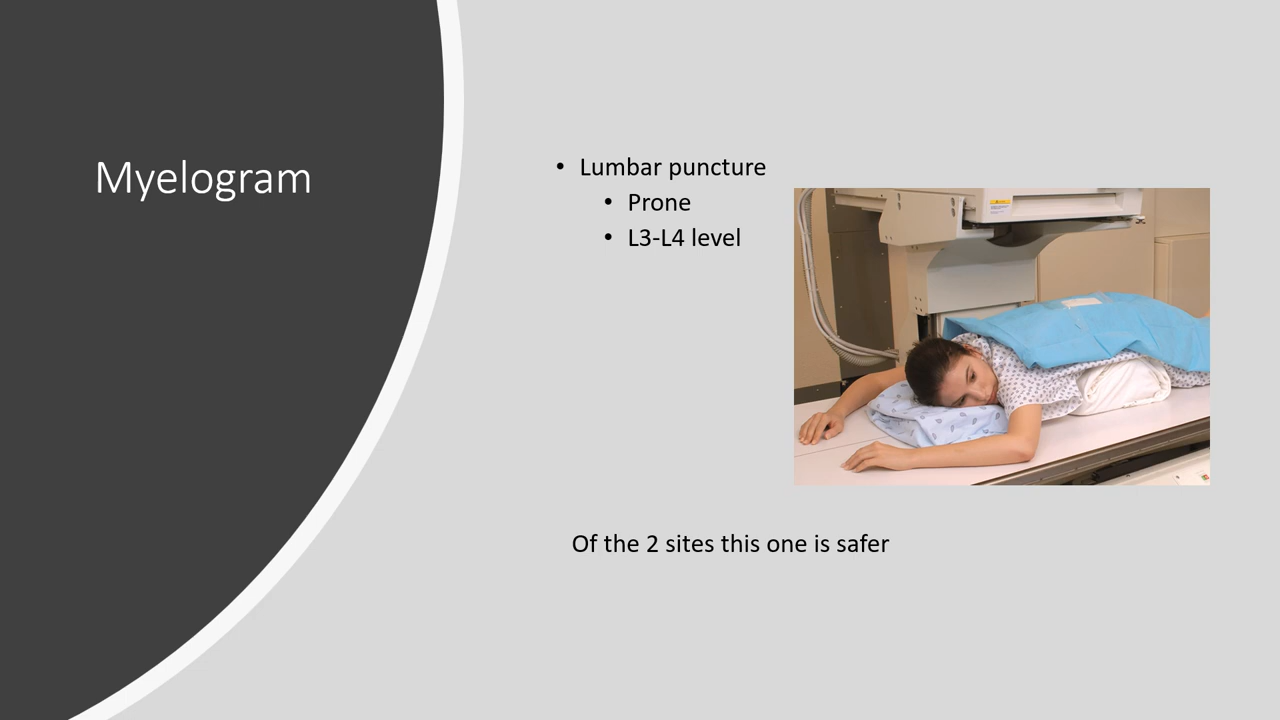 Myelogram
• Lumbar puncture
• Prone
• L3-L4 level
Of the 2 sites this one is safer